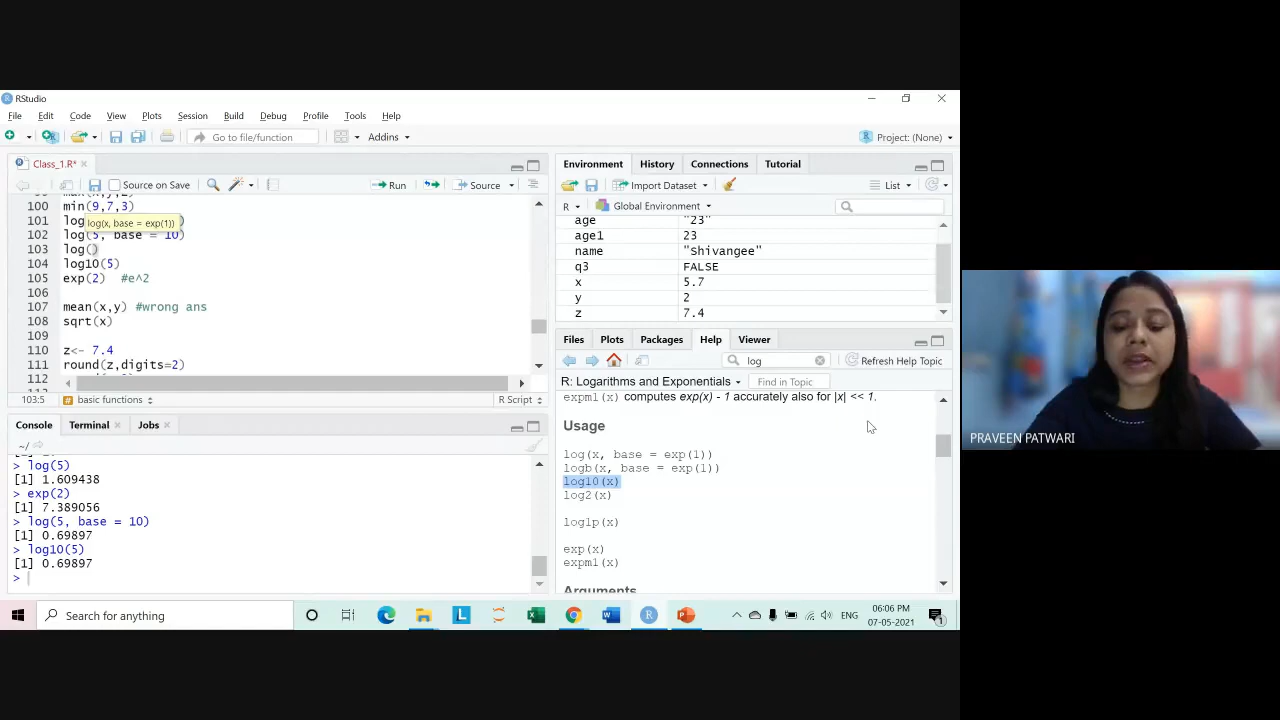 RStudio
File Edit Code View Plots Session Build Debug Profile Tools Help
Go to file/function Addins Project: (None)
Class_1.R*
Source on Save Run Source
100 min(9,7,3)
101 log
log(x, base = exp(1))
102 log(5, base = 10)
103 log()
104 log10(5)
105 exp(2) #e^2
106
107 mean(x,y) #wrong ans
108 sqrt(x)
109
110 z<- 7.4
111 round(z,digits=2)
112
103:5 basic functions R Script
Console Terminal Jobs
~/
> log(5)
[1] 1.609438
> exp(2)
[1] 7.389056
> log(5, base = 10)
[1] 0.69897
> log10(5)
[1] 0.69897
>
Environment History Connections Tutorial
Import Dataset List
R Global Environment
age "23"
age1 23
name "Shivangee"
q3 FALSE
x 5.7
y 2
z 7.4
Files Plots Packages Help Viewer
log Refresh Help Topic
R: Logarithms and Exponentials Find in Topic
expm1(x) computes exp(x) - 1 accurately also for |x| << 1.
Usage
log(x, base = exp(1))
logb(x, base = exp(1))
log10(x)
log2(x)
log1p(x)
exp(x)
expm1(x)
Arguments
PRAVEEN PATWARI
Search for anything
ENG
06:06 PM
07-05-2021
1